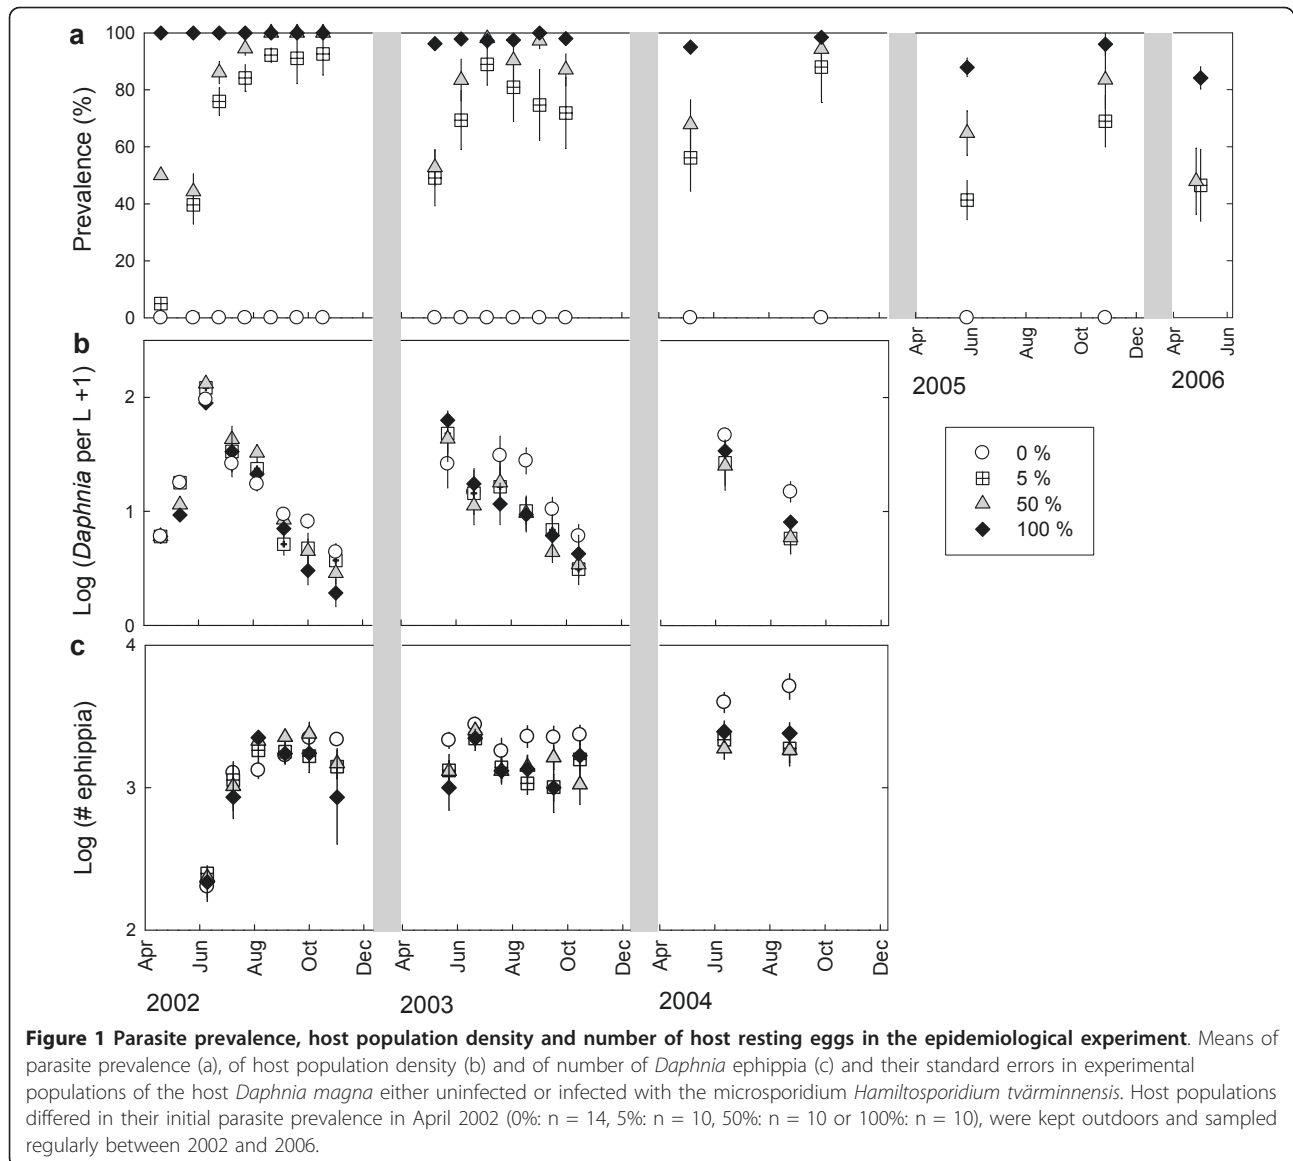 a
Prevalence (%)
100
80
60
40
20
0
Apr
Jun
Aug
Oct
Dec
Apr
Jun
2005
2006
b
Log (Daphnia per L +1)
2
1
0
0 %
5 %
50 %
100 %
c
Log (# ephippia)
4
3
2
Apr
Jun
Aug
Oct
Dec
Apr
Jun
Aug
Oct
Dec
Apr
Jun
Aug
Oct
Dec
2002
2003
2004
Figure 1 Parasite prevalence, host population density and number of host resting eggs in the epidemiological experiment. Means of
parasite prevalence (a), of host population density (b) and of number of Daphnia ephippia (c) and their standard errors in experimental
populations of the host Daphnia magna either uninfected or infected with the microsporidium Hamiltosporidium tvärminnensis. Host populations
differed in their initial parasite prevalence in April 2002 (0%: n = 14, 5%: n = 10, 50%: n = 10 or 100%: n = 10), were kept outdoors and sampled
regularly between 2002 and 2006.